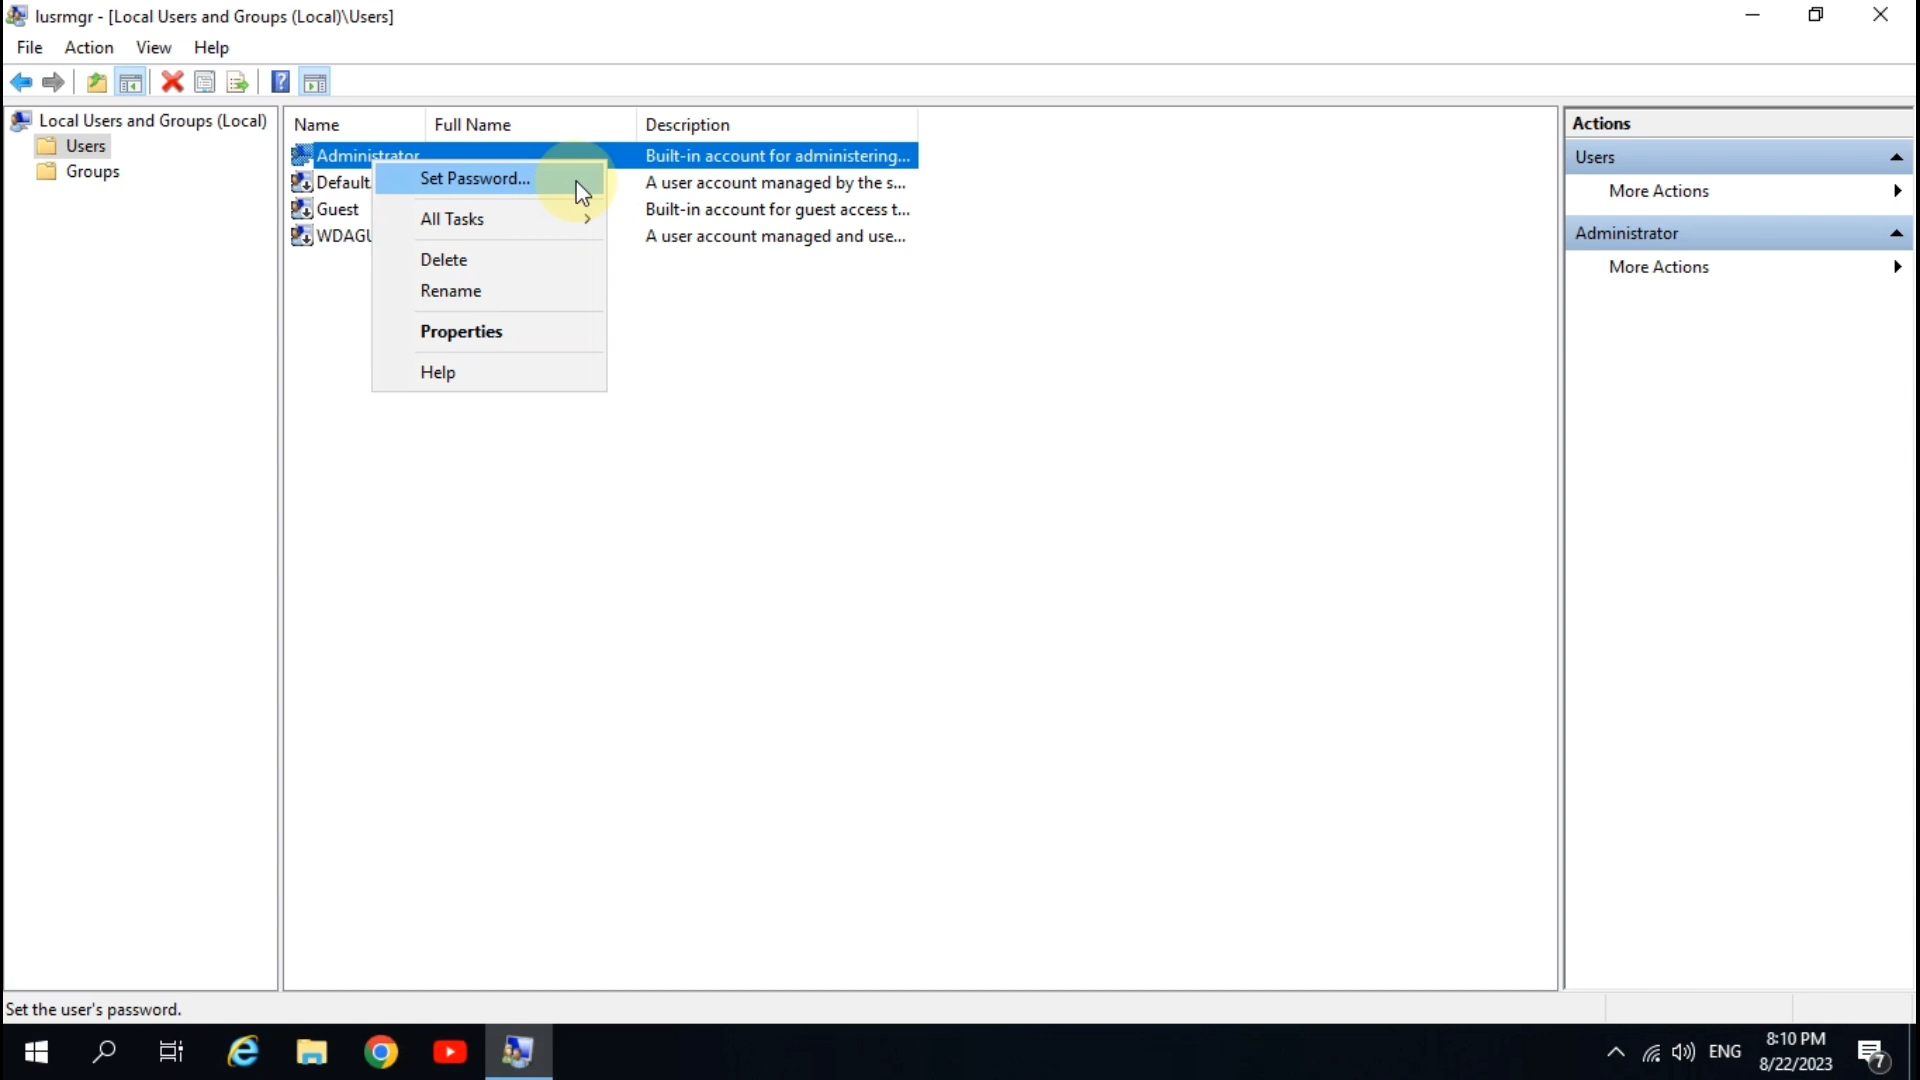 lusrmgr - [Local Users and Groups (Local)\Users]
File Action View Help
Local Users and Groups (Local)
Users
Groups
Name Full Name Description
Administrator Built-in account for administering...
Default A user account managed by the s...
Guest Built-in account for guest access t...
WDAGU A user account managed and use...
Set Password...
All Tasks
Delete
Rename
Properties
Help
Actions
Users
More Actions
Administrator
More Actions
Set the user's password.
ENG
8:10 PM
8/22/2023
7